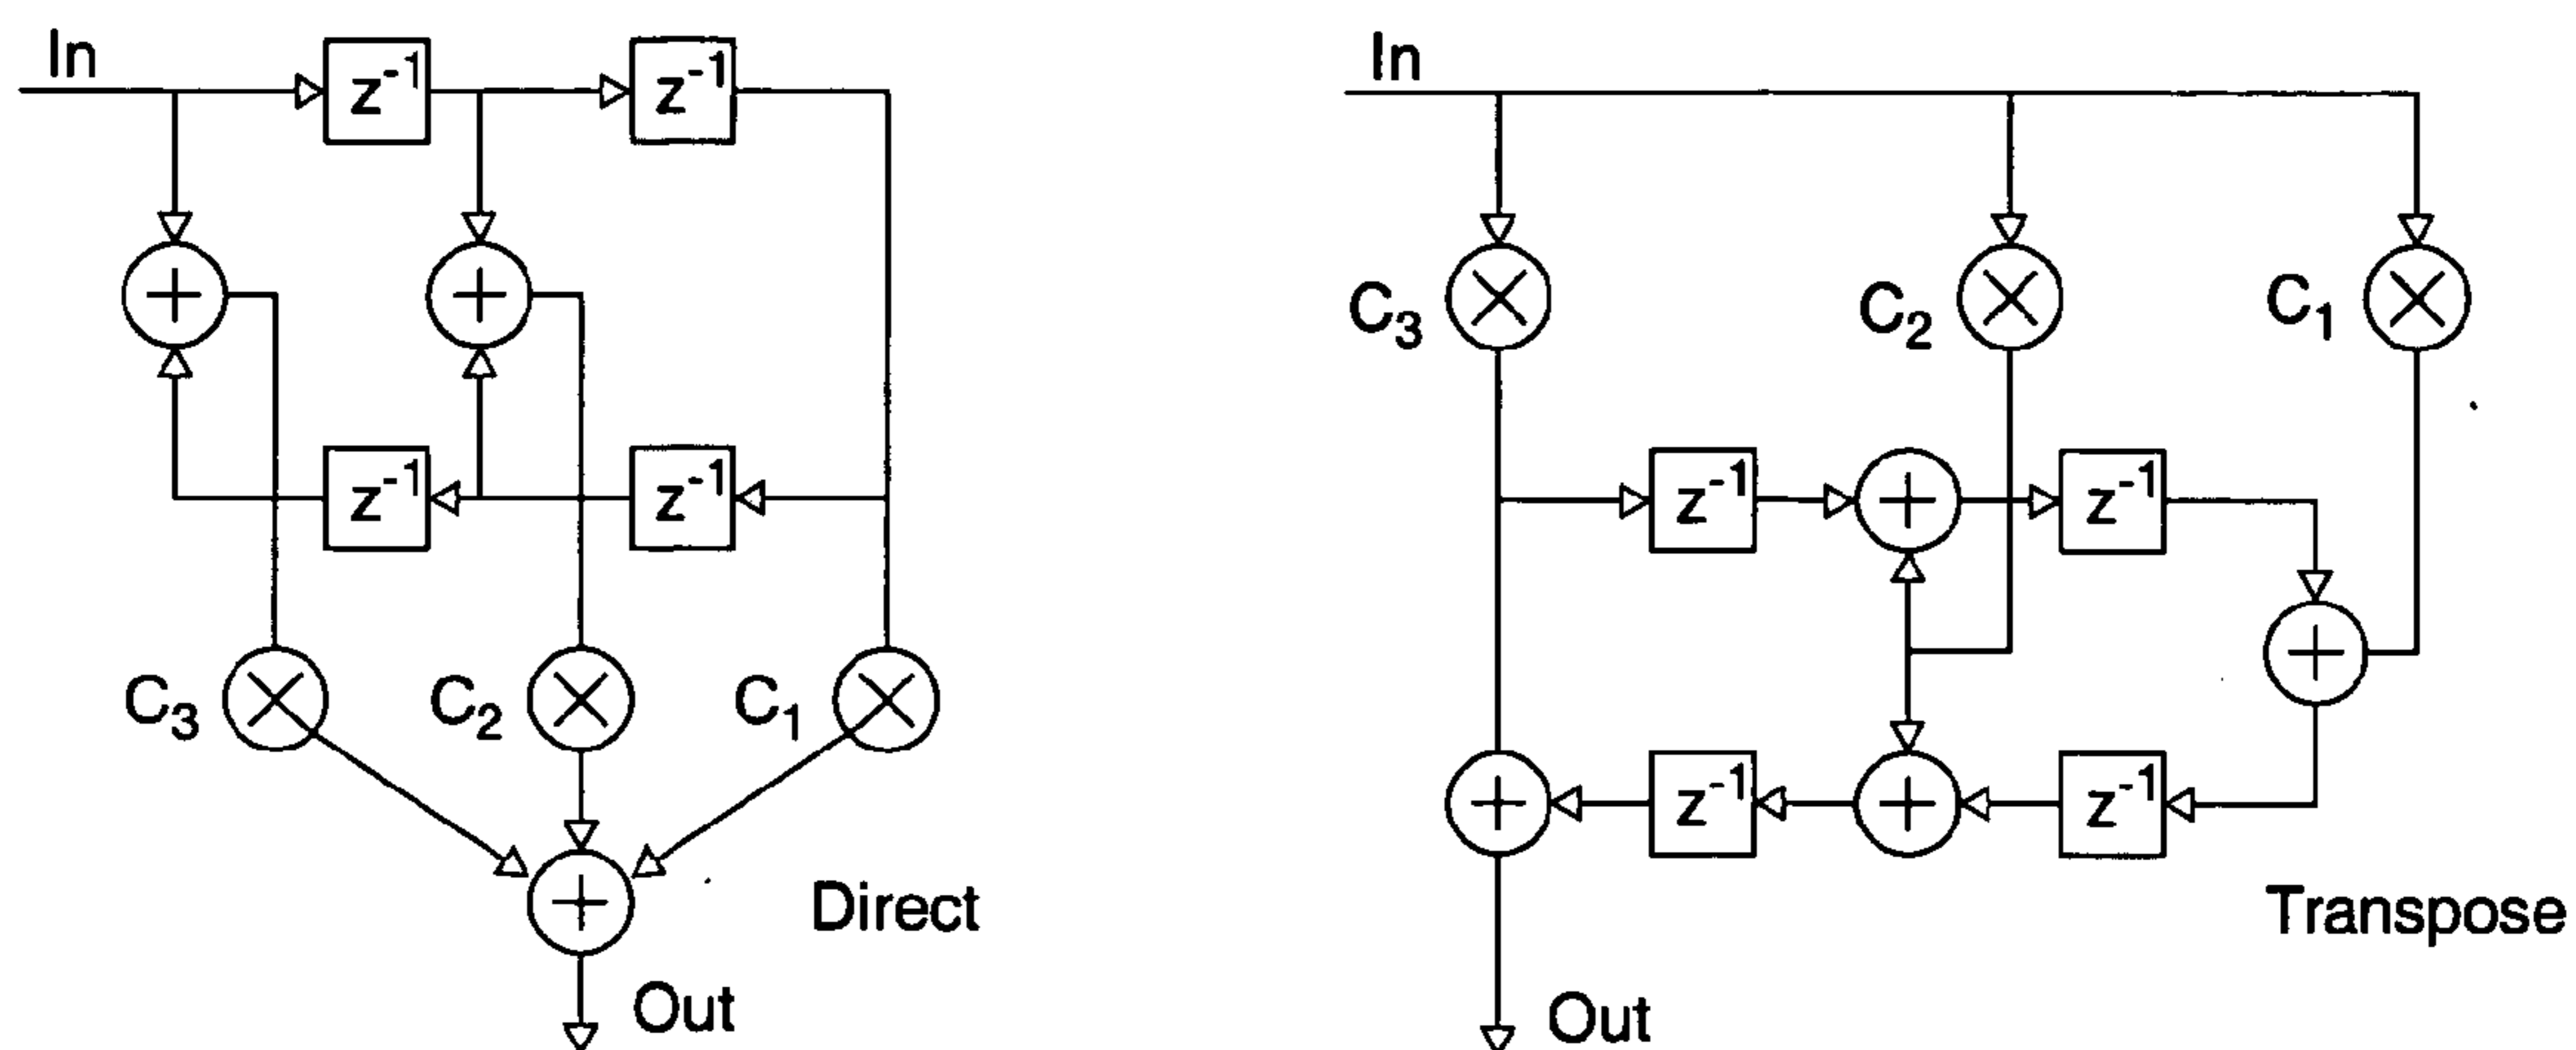 In
z⁻¹
z⁻¹
z⁻¹
z⁻¹
C₃
C₂
C₁
Direct
Out
In
C₃
C₂
C₁
z⁻¹
z⁻¹
z⁻¹
z⁻¹
Transpose
Out